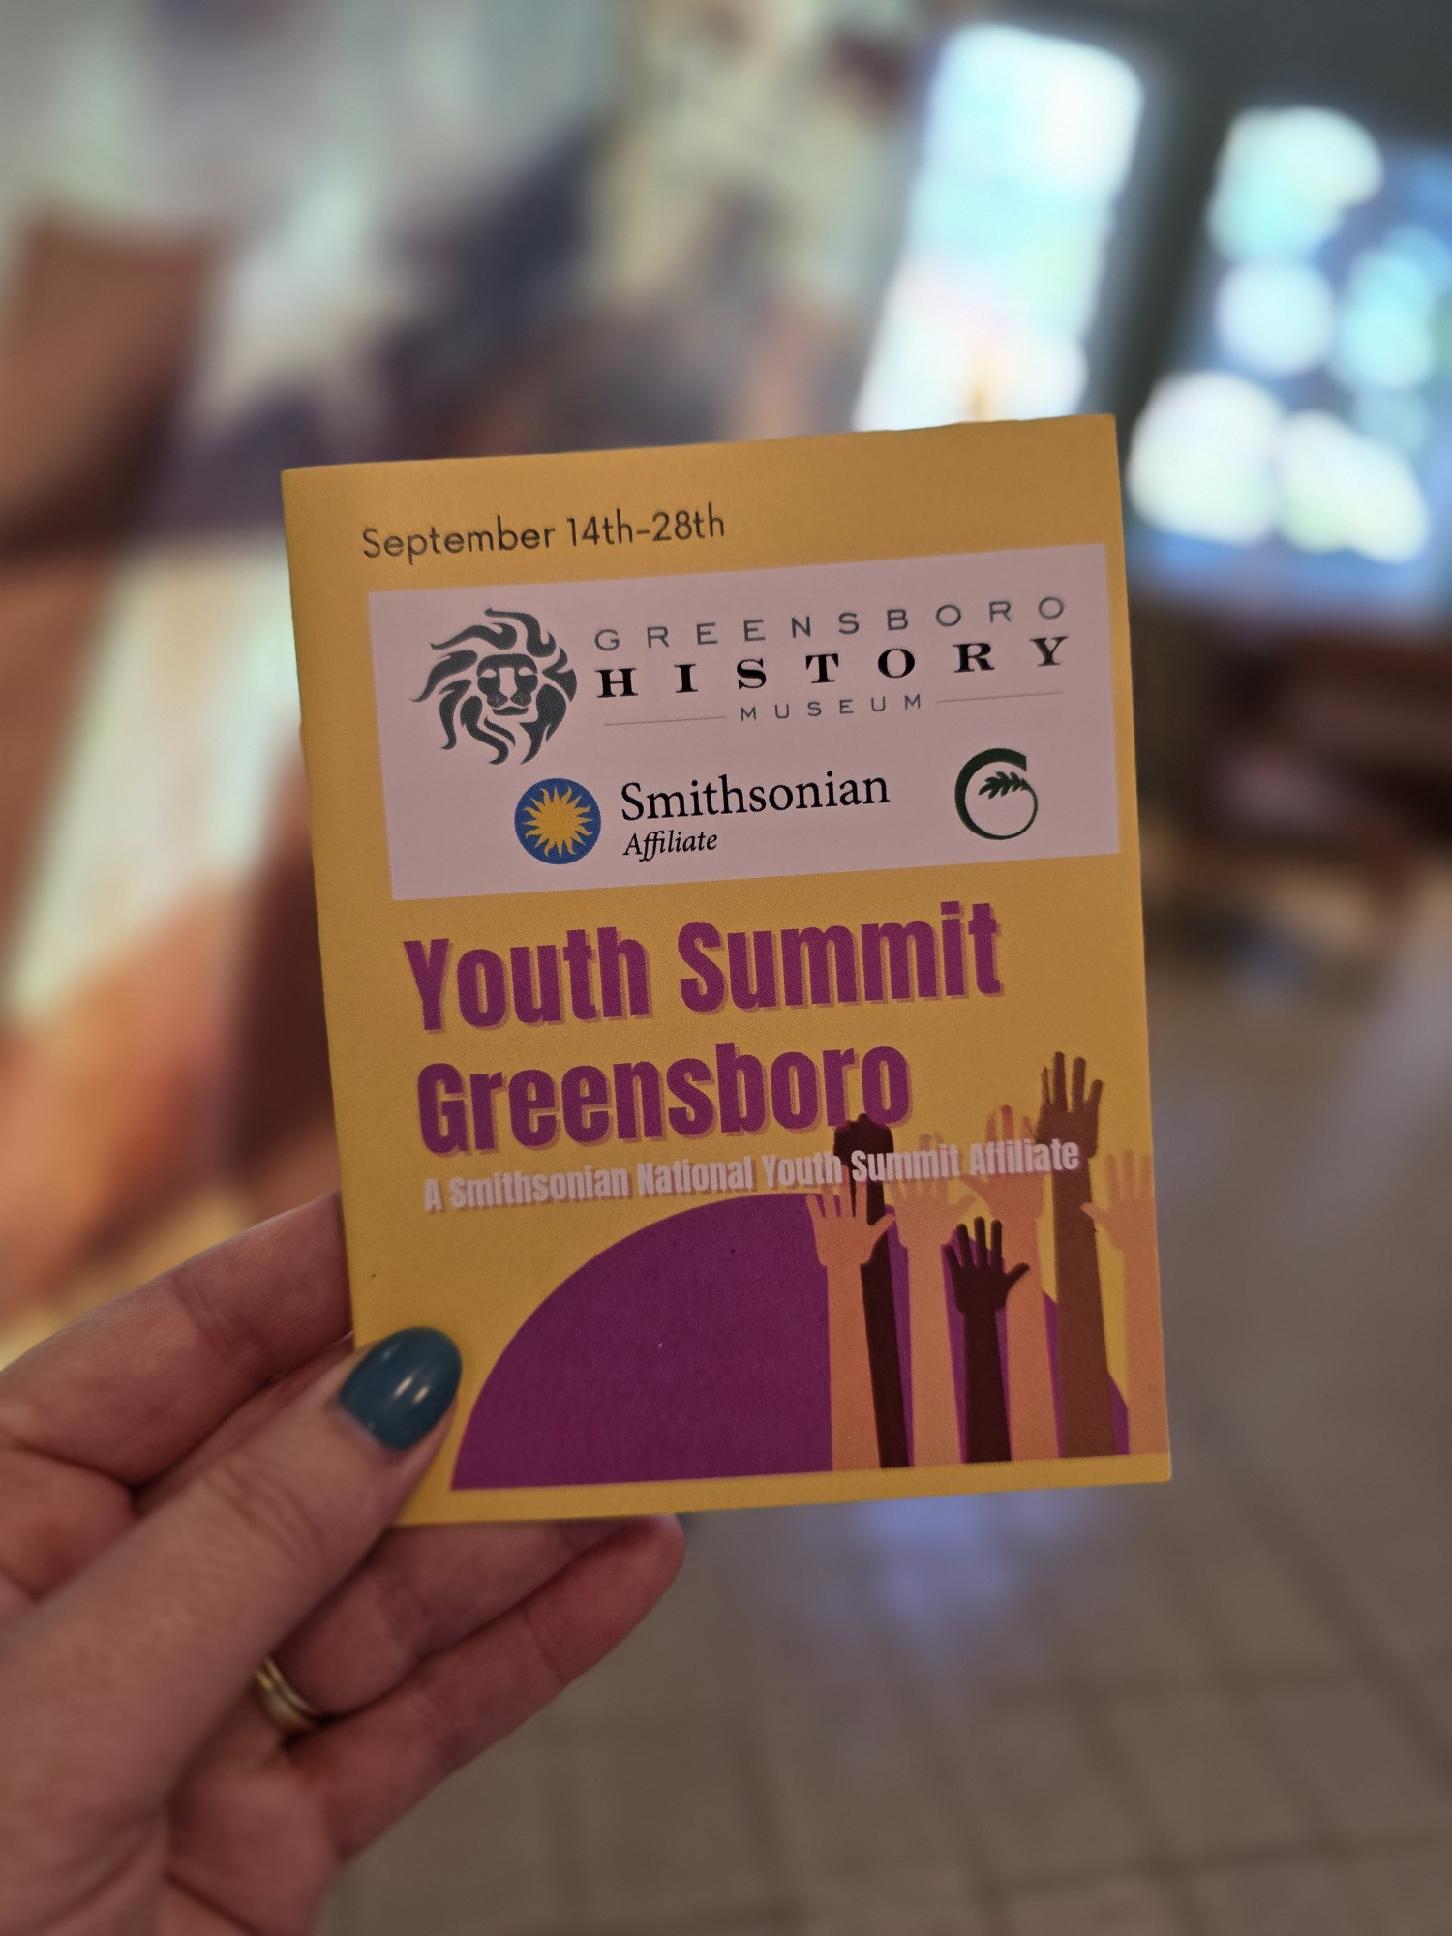 September 14th-28th
GREENSBORO
HISTORY
MUSEUM
Smithsonian
Affiliate
Youth Summit
Greensboro
A Smithsonian National Youth Summit Affiliate